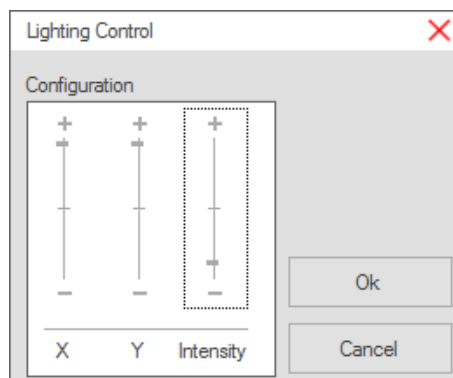 Lighting Control
Configuration
+ + +
− − −
X Y Intensity
Ok
Cancel